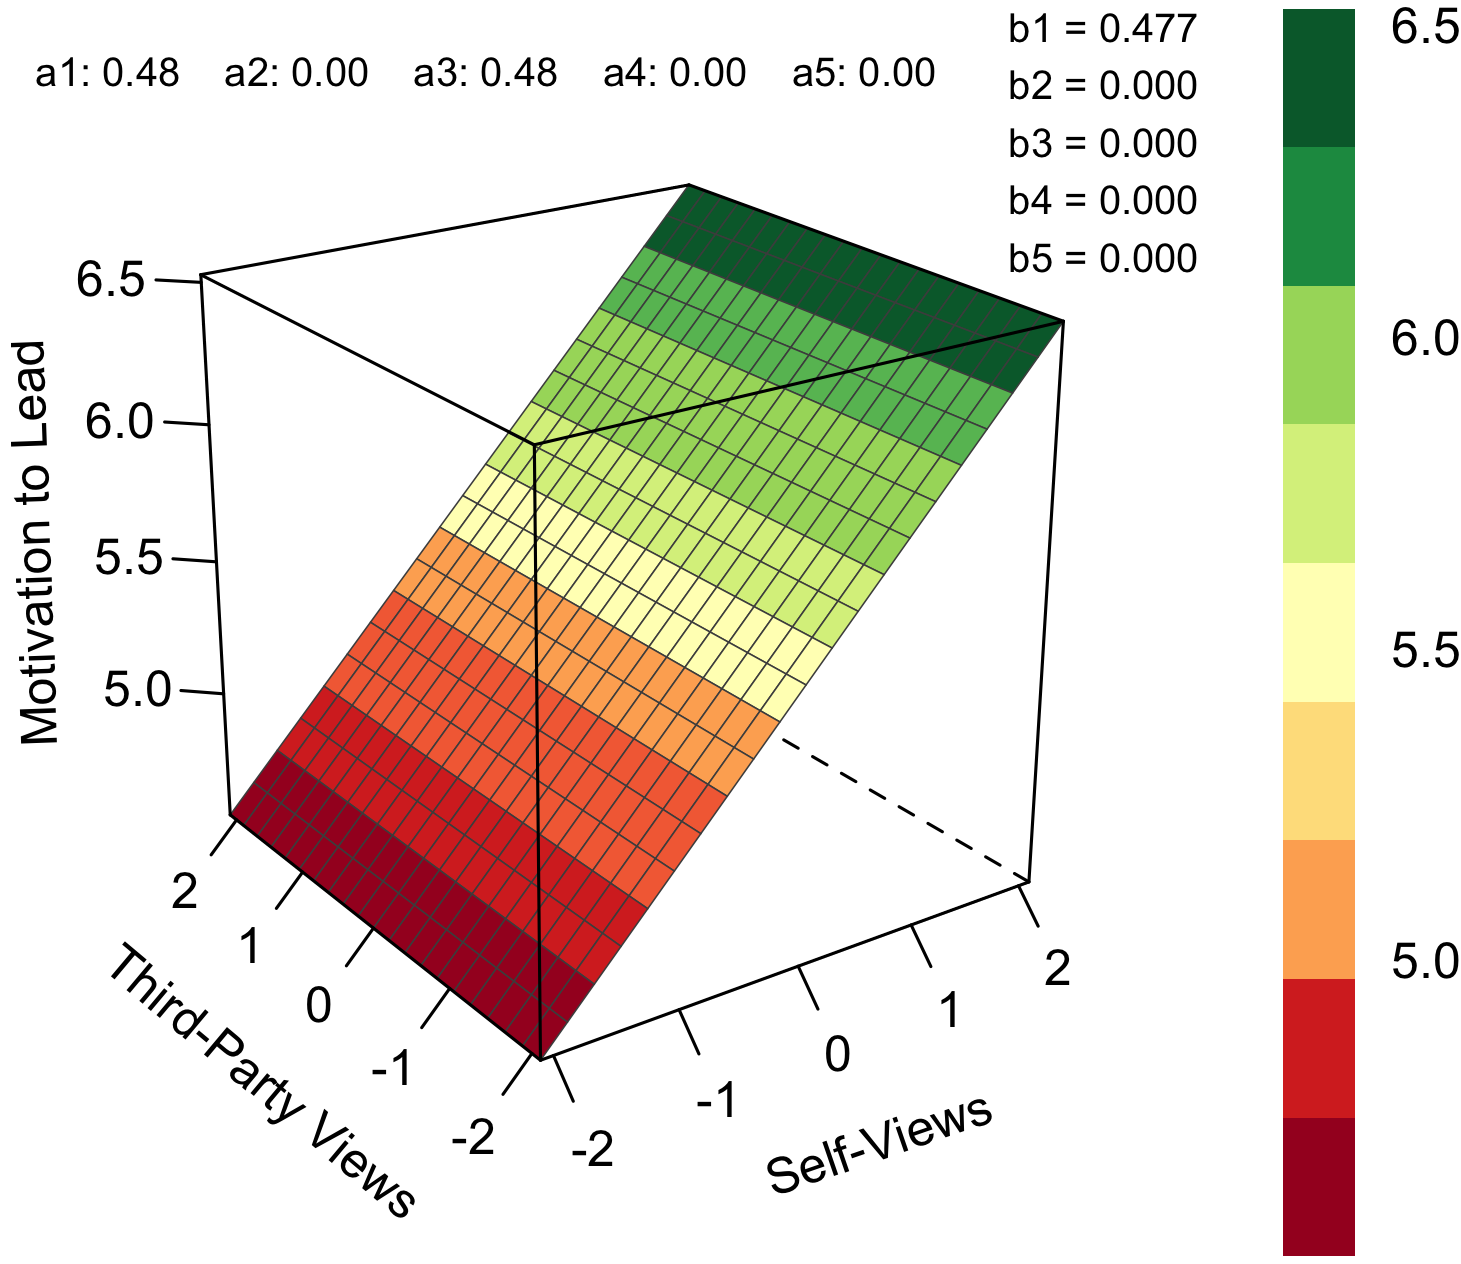 a1: 0.48 a2: 0.00 a3: 0.48 a4: 0.00 a5: 0.00
b1 = 0.477
b2 = 0.000
b3 = 0.000
b4 = 0.000
b5 = 0.000
6.5
6.0
5.5
5.0
Motivation to Lead
2
1
0
-1
-2
Third-Party Views
-2
-1
0
1
2
Self-Views
6.5
6.0
5.5
5.0